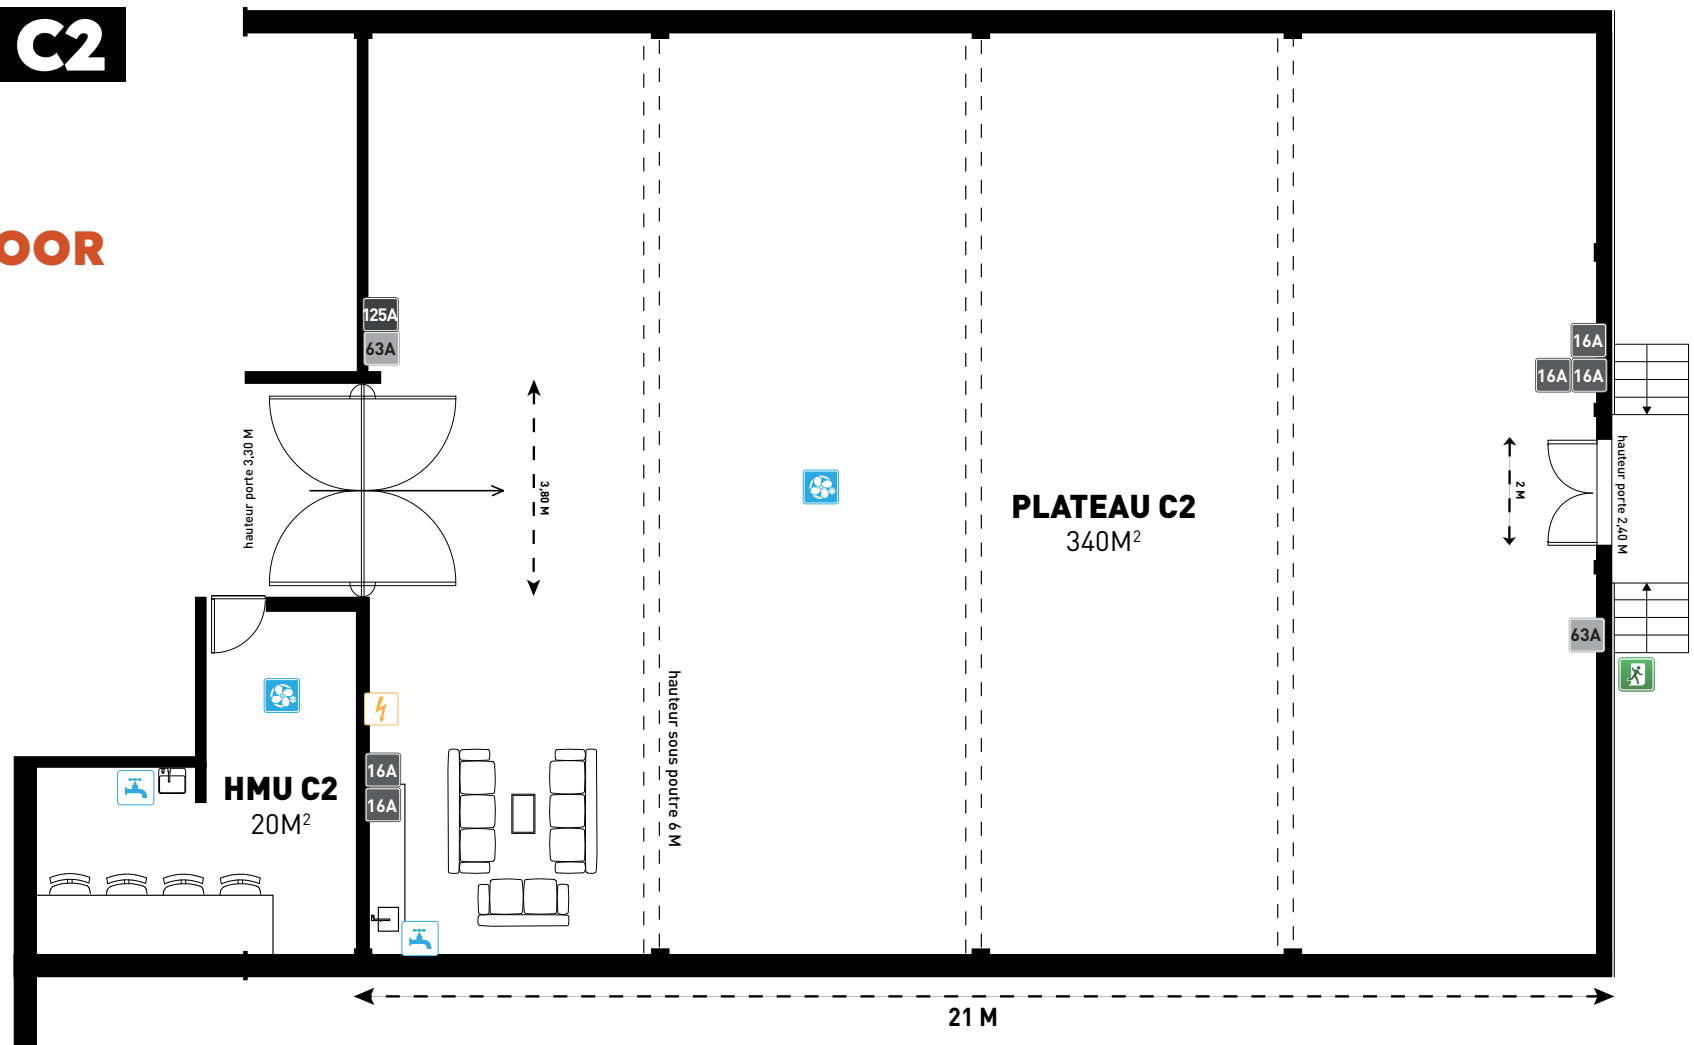 C2
OOR
125A
63A
hauteur porte 3,30 M
3,80 M
16A
16A 16A
2 M
hauteur porte 2,40 M
PLATEAU C2
340M²
63A
hauteur sous poutre 6 M
16A
16A
HMU C2
20M²
21 M